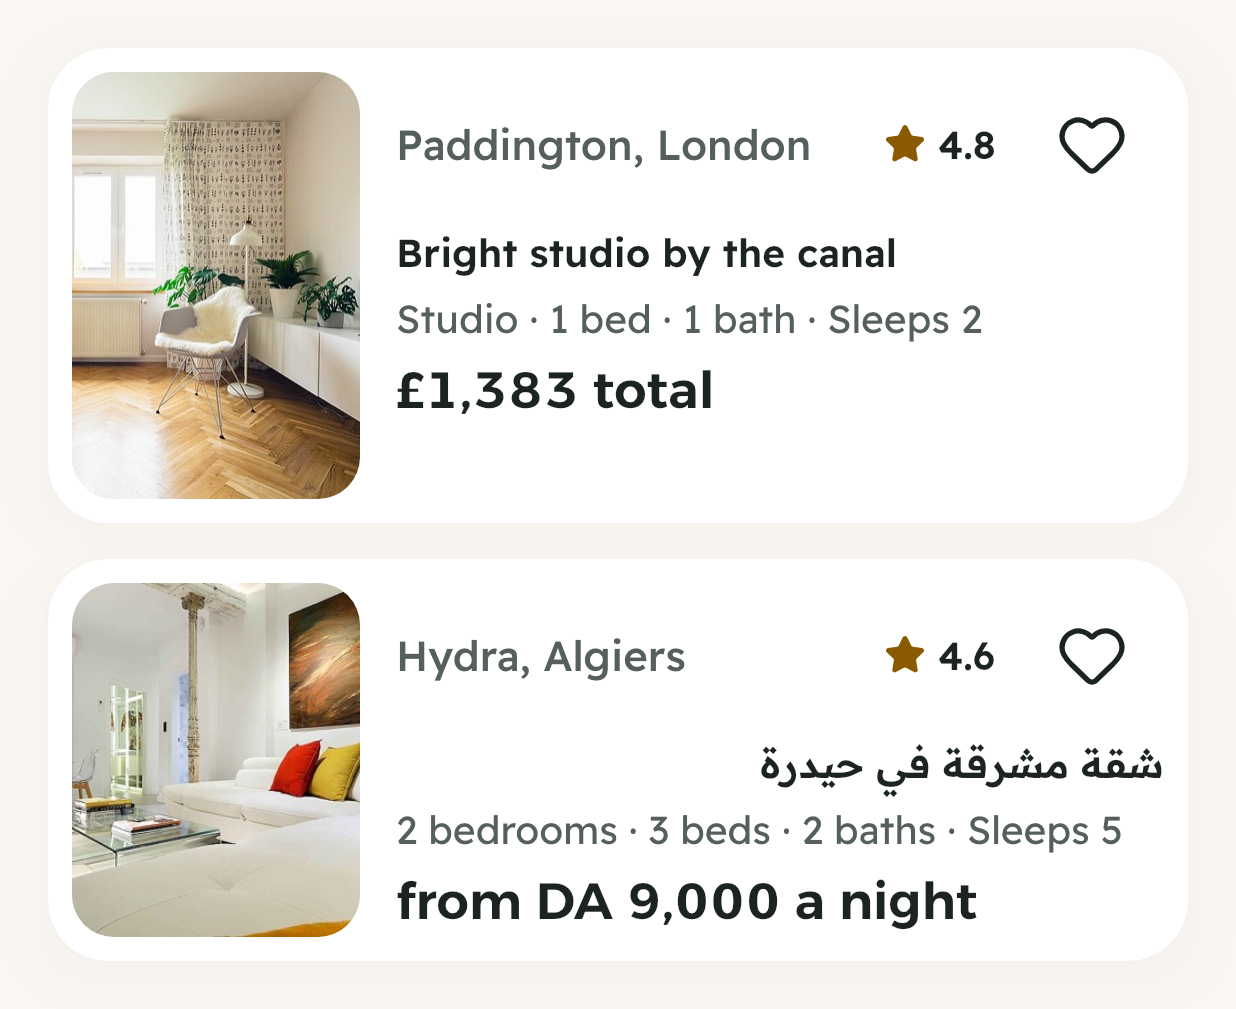 Paddington, London 4.8
Bright studio by the canal
Studio · 1 bed · 1 bath · Sleeps 2
£1,383 total
Hydra, Algiers 4.6
شقة مشرقة في حيدرة
2 bedrooms · 3 beds · 2 baths · Sleeps 5
from DA 9,000 a night